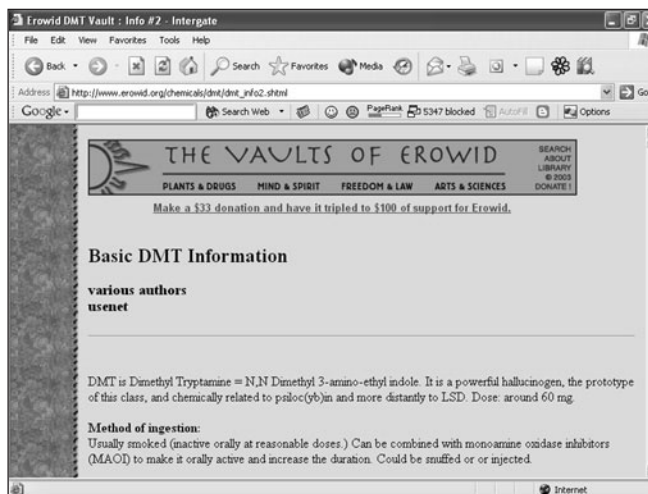 Erowid DMT Vault : Info #2 - Intergate
File Edit View Favorites Tools Help
Back Search Favorites Media
Address http://www.erowid.org/chemicals/dmt/dmt_info2.shtml Go
Google Search Web PageRank 5347 blocked AutoFill Options
THE VAULTS OF EROWID
PLANTS & DRUGS MIND & SPIRIT FREEDOM & LAW ARTS & SCIENCES
SEARCH
ABOUT
LIBRARY
© 2003
DONATE !
Make a $33 donation and have it tripled to $100 of support for Erowid.
Basic DMT Information
various authors
usenet
DMT is Dimethyl Tryptamine = N,N Dimethyl 3-amino-ethyl indole. It is a powerful hallucinogen, the prototype
of this class, and chemically related to psiloc(yb)in and more distantly to LSD. Dose: around 60 mg.
Method of ingestion:
Usually smoked (inactive orally at reasonable doses.) Can be combined with monoamine oxidase inhibitors
(MAOI) to make it orally active and increase the duration. Could be snuffed or or injected.
Internet